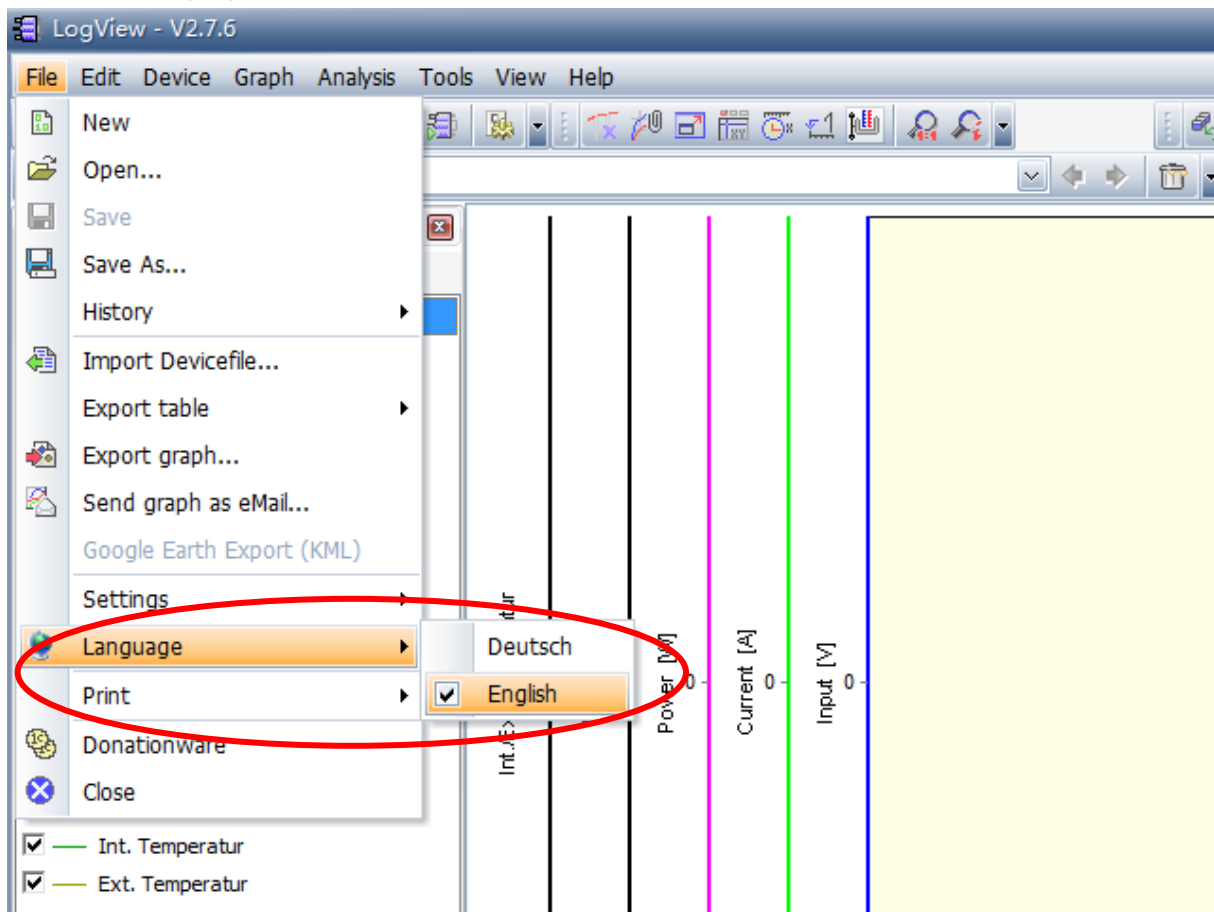 LogView - V2.7.6
File Edit Device Graph Analysis Tools View Help
New
Open...
Save
Save As...
History
Import Devicefile...
Export table
Export graph...
Send graph as eMail...
Google Earth Export (KML)
Settings
Language
Deutsch
Print
English
Donationware
Close
Int. Temperatur
Ext. Temperatur
Power [W]
0
Current [A]
0
Input [V]
0